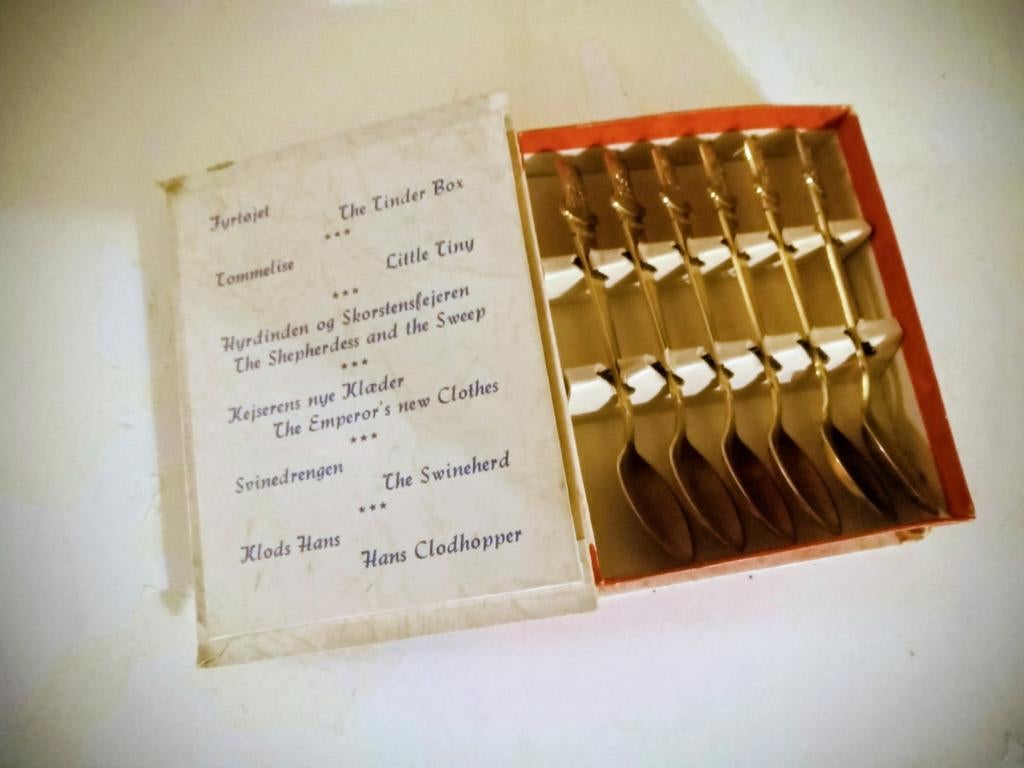 Fyrtøjet The Tinder Box
***
Tommelise Little Tiny
***
Hyrdinden og Skorstensfejeren
The Shepherdess and the Sweep
***
Kejserens nye Klæder
The Emperor's new Clothes
***
Svinedrengen The Swineherd
***
Klods Hans Hans Clodhopper